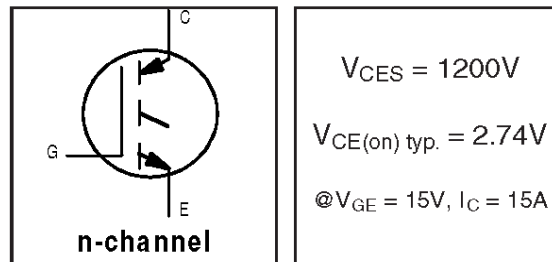 C
G
E
n-channel
VCES = 1200V
VCE(on) typ. = 2.74V
@VGE = 15V, IC = 15A